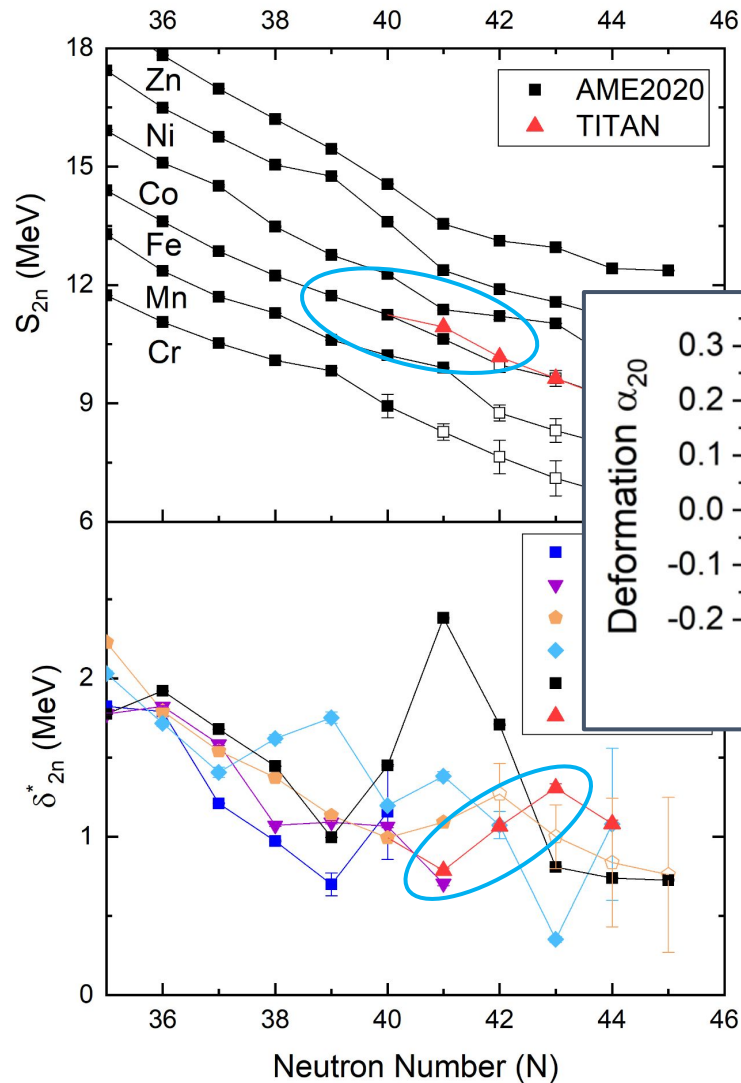 18
15
12
9
6
S2n (MeV)
36 38 40 42 44 46
Zn
Ni
Co
Fe
Mn
Cr
AME2020
TITAN
0.3
0.2
0.1
0.0
-0.1
-0.2
Deformation α20
2
1
0
δ*2n (MeV)
36 38 40 42 44 46
Neutron Number (N)